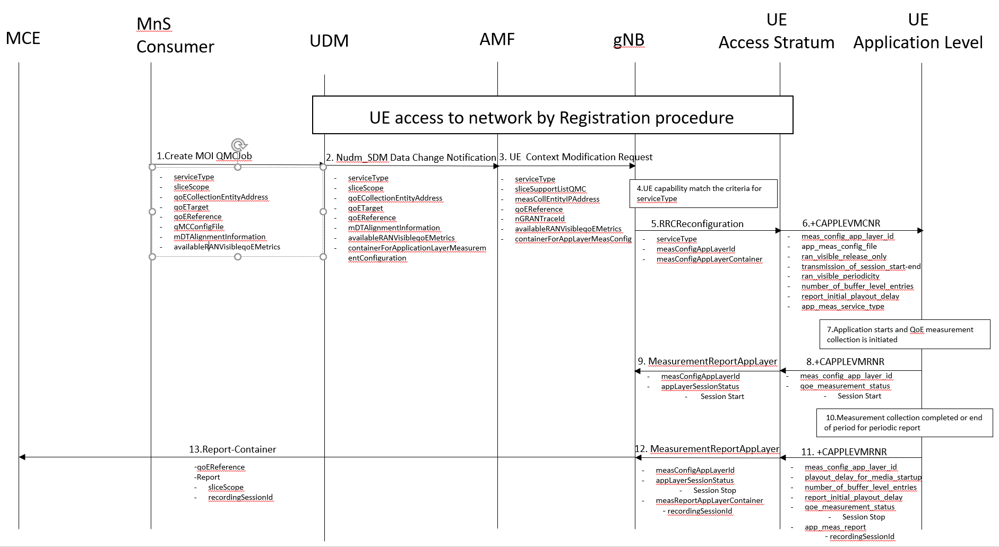 MCE
MnS
Consumer
UDM
AMF
gNB
UE
Access Stratum
UE
Application Level
UE access to network by Registration procedure
1.Create MOI QMCJob
- serviceType
- sliceScope
- qoECollectionEntityAddress
- qoETarget
- qoEReference
- qMCConfigFile
- mDTAlignmentInformation
- availableRANVisibleqoEMetrics
2. Nudm_SDM Data Change Notification
- serviceType
- sliceScope
- qoECollectionEntityAddress
- qoETarget
- qoEReference
- mDTAlignmentInformation
- availableRANVisibleqoEMetrics
- containerForApplicationLayerMeasurem
entConfiguration
3. UE Context Modification Request
- serviceType
- sliceSupportListQMC
- measCollEntityIPAddress
- qoEReference
- nGRANTraceId
- availableRANVisibleqoEMetrics
- containerForAppLayerMeasConfig
4.UE capability match the criteria for
serviceType
5.RRCReconfiguration
- serviceType
- measConfigAppLayerId
- measConfigAppLayerContainer
6.+CAPPLEVMCNR
- meas_config_app_layer_id
- app_meas_config_file
- ran_visible_release_only
- transmission_of_session_start-end
- ran_visible_periodicity
- number_of_buffer_level_entries
- report_initial_playout_delay
- app_meas_service_type
7.Application starts and QoE measurement
collection is initiated
8.+CAPPLEVMRNR
- meas_config_app_layer_id
- qoe_measurement_status
- Session Start
9. MeasurementReportAppLayer
- measConfigAppLayerId
- appLayerSessionStatus
- Session Start
10.Measurement collection completed or end
of period for periodic report
11. +CAPPLEVMRNR
- meas_config_app_layer_id
- playout_delay_for_media_startup
- number_of_buffer_level_entries
- report_initial_playout_delay
- qoe_measurement_status
- Session Stop
- app_meas_report
- recordingSessionId
12. MeasurementReportAppLayer
- measConfigAppLayerId
- appLayerSessionStatus
- Session Stop
- measReportAppLayerContainer
- recordingSessionId
13.Report-Container
-qoEReference
-Report
- sliceScope
- recordingSessionId